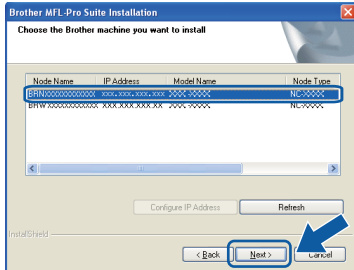 Brother MFL-Pro Suite Installation
Choose the Brother machine you want to install
Node Name IP Address Model Name Node Type
BRNXXXXXXXXXXXX xxx.xxx.xxx.xxx XXX-XXXX NC-XXXX
BRWXXXXXXXXXXXX XXX.XXX.XXX.XX XXX-XXXX NC-XXXX
Configure IP Address Refresh
InstallShield
< Back Next > Cancel